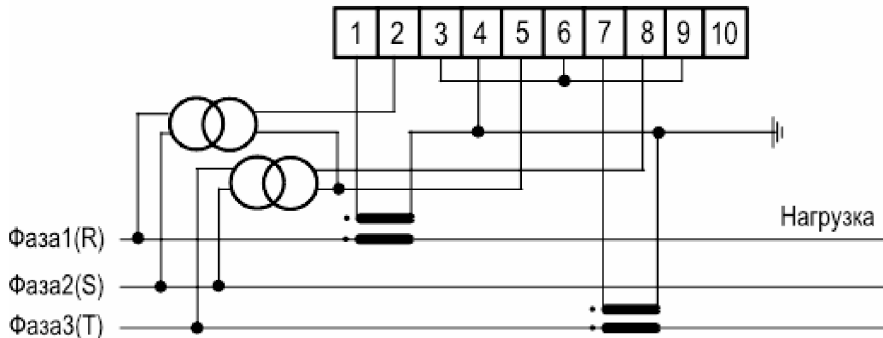 1 2 3 4 5 6 7 8 9 10
Нагрузка
Фаза1(R)
Фаза2(S)
Фаза3(T)